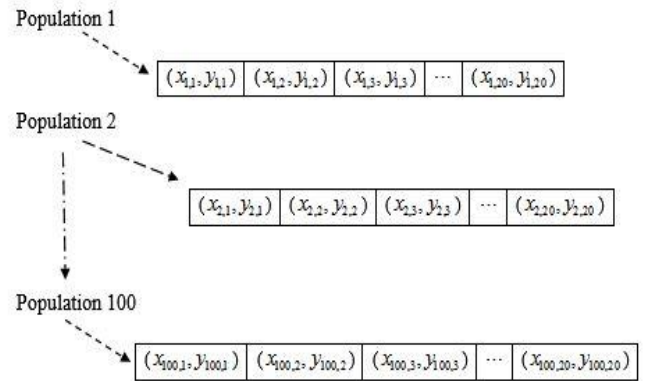 Population 1
(x1,1, y1,1) (x1,2, y1,2) (x1,3, y1,3) ... (x1,20, y1,20)
Population 2
(x2,1, y2,1) (x2,2, y2,2) (x2,3, y2,3) ... (x2,20, y2,20)
Population 100
(x100,1, y100,1) (x100,2, y100,2) (x100,3, y100,3) ... (x100,20, y100,20)